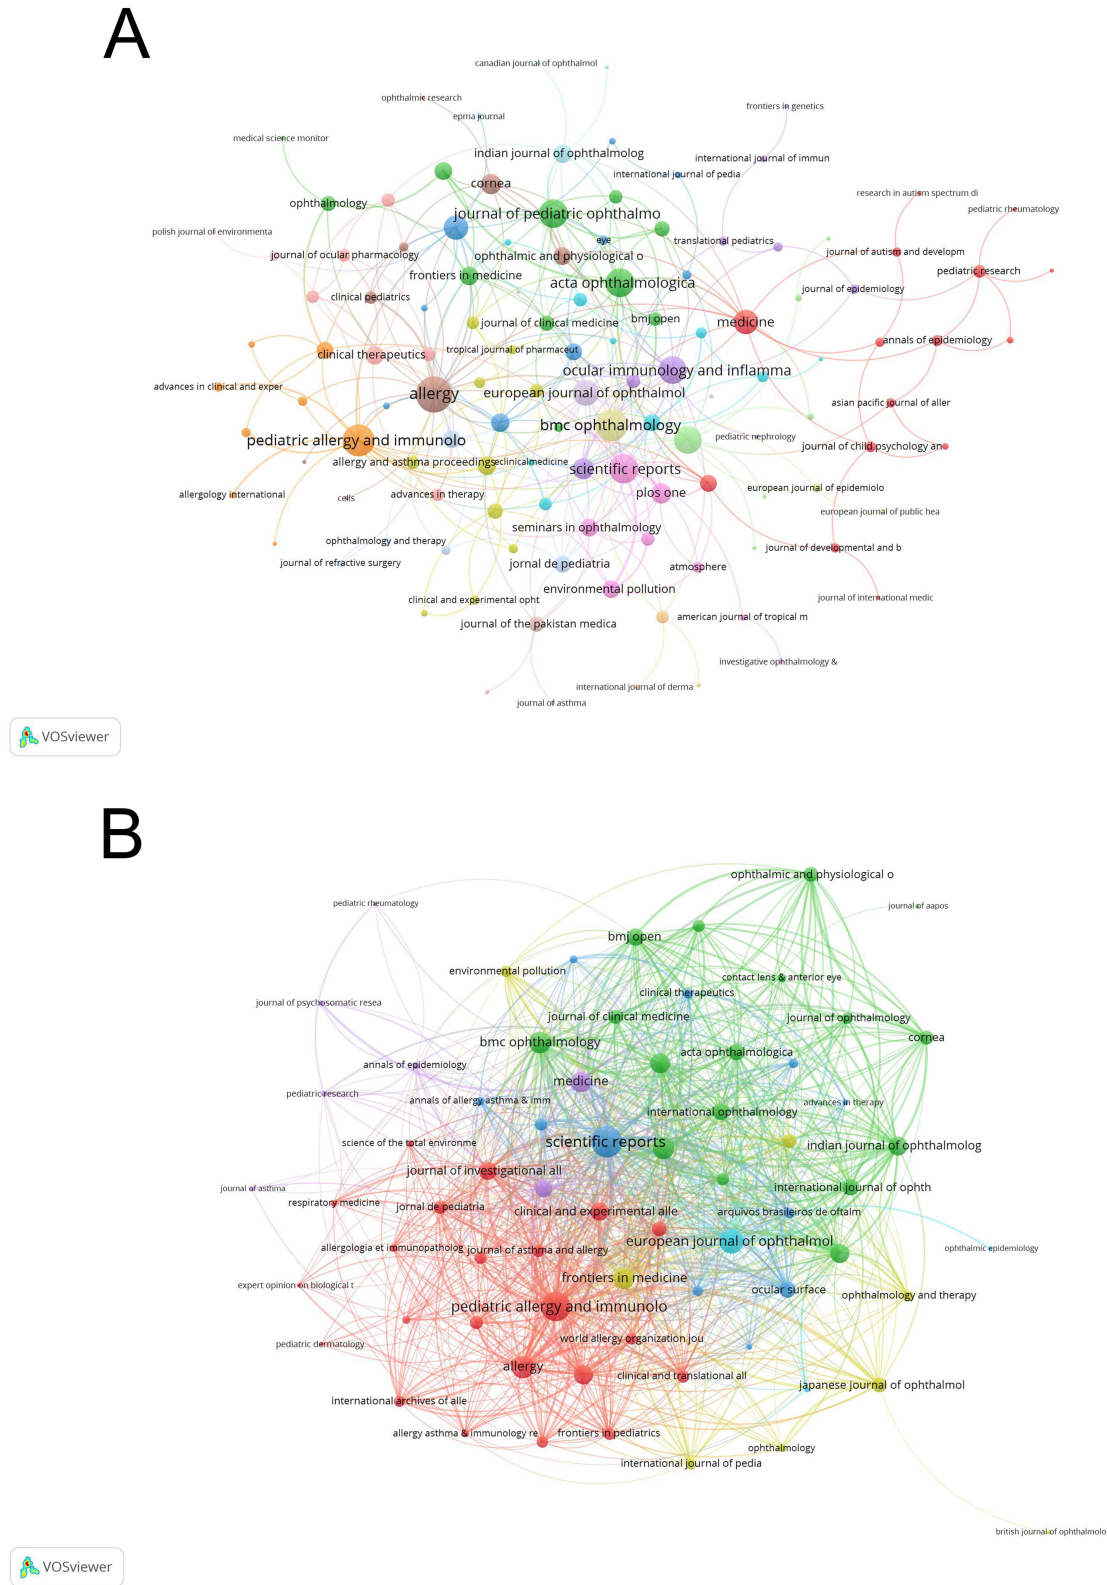 A
canadian journal of ophthalmol
ophthalmic research
epma journal
frontiers in genetics
medical science monitor
indian journal of ophthalmolog
international journal of immun
international journal of pedia
cornea
research in autism spectrum di
ophthalmology
journal of pediatric ophthalmo
pediatric rheumatology
polish journal of environmenta
eye
translational pediatrics
journal of ocular pharmacology
ophthalmic and physiological o
journal of autism and developm
frontiers in medicine
pediatric research
acta ophthalmologica
journal of epidemiology
clinical pediatrics
journal of clinical medicine
bmj open
medicine
annals of epidemiology
clinical therapeutics
tropical journal of pharmaceut
ocular immunology and inflamma
advances in clinical and exper
allergy
european journal of ophthalmol
asian pacific journal of aller
bmc ophthalmology
pediatric allergy and immunolo
pediatric nephrology
journal of child psychology an
allergy and asthma proceedings
eclinicalmedicine
scientific reports
allergology international
cells
advances in therapy
plos one
european journal of epidemiolo
european journal of public hea
seminars in ophthalmology
ophthalmology and therapy
journal of developmental and b
journal of refractive surgery
jornal de pediatria
atmosphere
environmental pollution
clinical and experimental opht
journal of international medic
journal of the pakistan medica
american journal of tropical m
investigative ophthalmology &
international journal of derma
journal of asthma
VOSviewer
B
ophthalmic and physiological o
pediatric rheumatology
journal of aapos
bmj open
environmental pollution
contact lens & anterior eye
clinical therapeutics
journal of psychosomatic resea
journal of clinical medicine
journal of ophthalmology
bmc ophthalmology
cornea
acta ophthalmologica
annals of epidemiology
medicine
pediatric research
annals of allergy asthma & imm
advances in therapy
international ophthalmology
science of the total environme
scientific reports
indian journal of ophthalmolog
journal of investigational all
journal of asthma
international journal of ophth
respiratory medicine
jornal de pediatria
clinical and experimental alle
arquivos brasileiros de oftalm
european journal of ophthalmol
allergologia et immunopatholog
journal of asthma and allergy
ophthalmic epidemiology
expert opinion on biological t
frontiers in medicine
ocular surface
ophthalmology and therapy
pediatric allergy and immunolo
pediatric dermatology
world allergy organization jou
allergy
clinical and translational all
japanese journal of ophthalmol
international archives of alle
allergy asthma & immunology re
frontiers in pediatrics
ophthalmology
international journal of pedia
british journal of ophthalmolo
VOSviewer